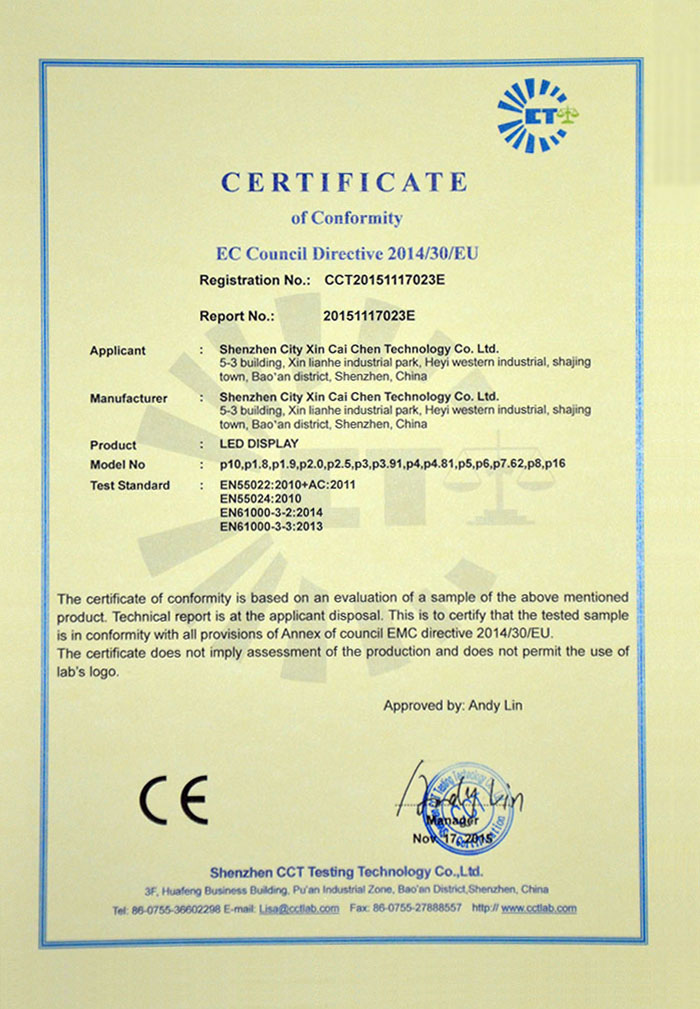 CET
CERTIFICATE
of Conformity
EC Council Directive 2014/30/EU
Registration No.: CCT20151117023E
Report No.: 20151117023E
Applicant : Shenzhen City Xin Cai Chen Technology Co. Ltd.
5-3 building, Xin lianhe industrial park, Heyi western industrial, shajing
town, Bao'an district, Shenzhen, China
Manufacturer : Shenzhen City Xin Cai Chen Technology Co. Ltd.
5-3 building, Xin lianhe industrial park, Heyi western industrial, shajing
town, Bao'an district, Shenzhen, China
Product : LED DISPLAY
Model No : p10,p1.8,p1.9,p2.0,p2.5,p3,p3.91,p4,p4.81,p5,p6,p7.62,p8,p16
Test Standard : EN55022:2010+AC:2011
EN55024:2010
EN61000-3-2:2014
EN61000-3-3:2013
The certificate of conformity is based on an evaluation of a sample of the above mentioned
product. Technical report is at the applicant disposal. This is to certify that the tested sample
is in conformity with all provisions of Annex of council EMC directive 2014/30/EU.
The certificate does not imply assessment of the production and does not permit the use of
lab's logo.
Approved by: Andy Lin
CE
Andy Lin
CCT
Manager
Nov. 17, 2015
Shenzhen CCT Testing Technology Co.,Ltd.
3F, Huafeng Business Building, Pu'an Industrial Zone, Bao'an District,Shenzhen, China
Tel: 86-0755-36602298 E-mail: Lisa@cctlab.com Fax: 86-0755-27888557 http:// www.cctlab.com